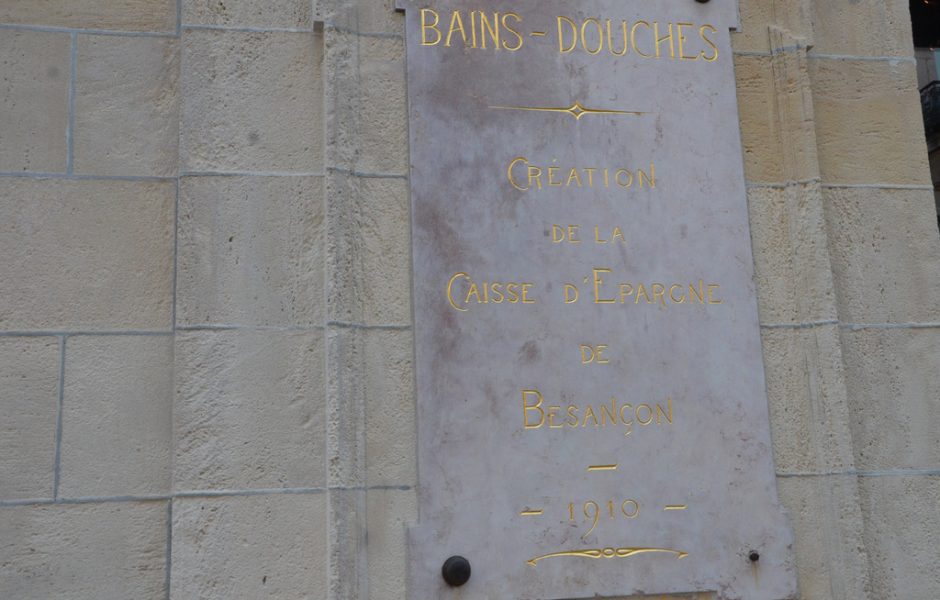 BAINS-DOUCHES
CRÉATION
DE LA
CAISSE D'EPARGNE
DE
BESANÇON
- 1910 -